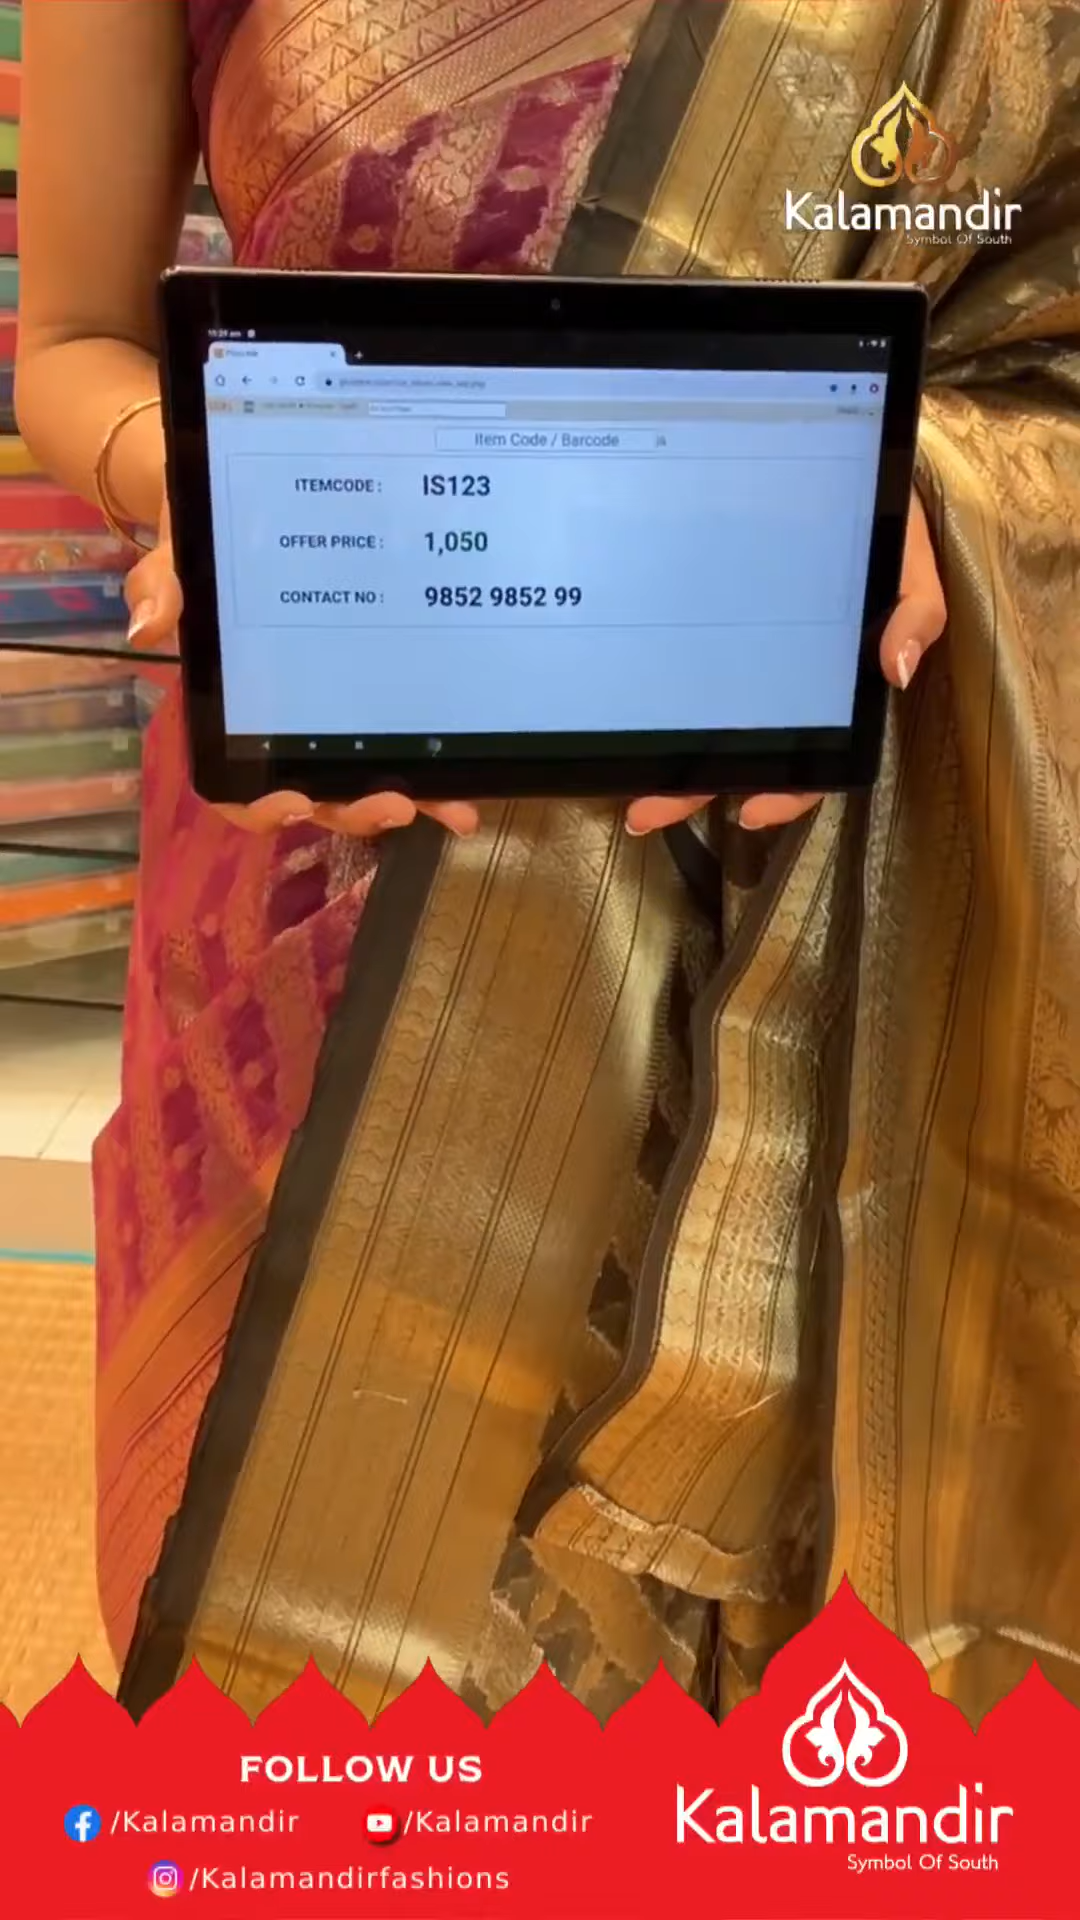 Kalamandir
Symbol Of South
Item Code / Barcode
ITEMCODE : IS123
OFFER PRICE : 1,050
CONTACT NO : 9852 9852 99
FOLLOW US
/Kalamandir /Kalamandir
/Kalamandirfashions
Kalamandir
Symbol Of South